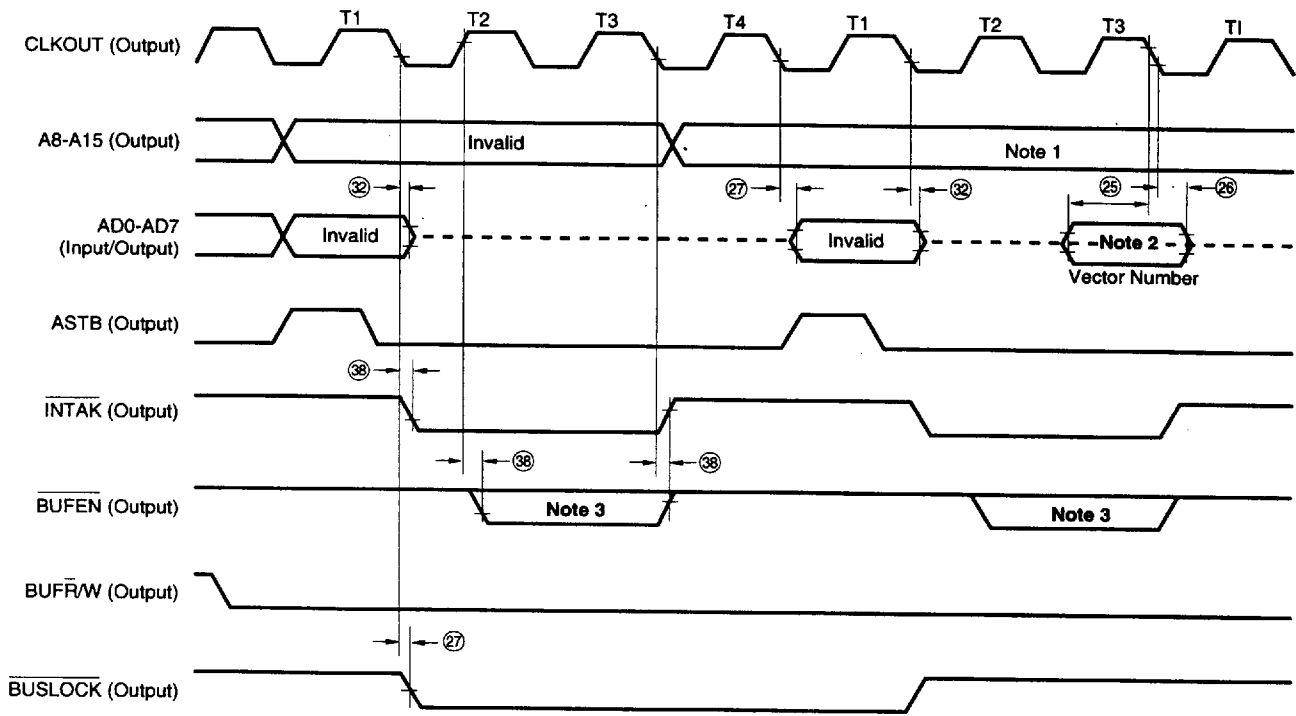 T1 T2 T3 T4 T1 T2 T3 TI
CLKOUT (Output)
A8-A15 (Output)
Invalid
Note 1
32
27
32
25
26
AD0-AD7
(Input/Output)
Invalid
Invalid
Note 2
Vector Number
ASTB (Output)
38
INTAK (Output)
38
38
BUFEN (Output)
Note 3
Note 3
BUFR/W (Output)
27
BUSLOCK (Output)